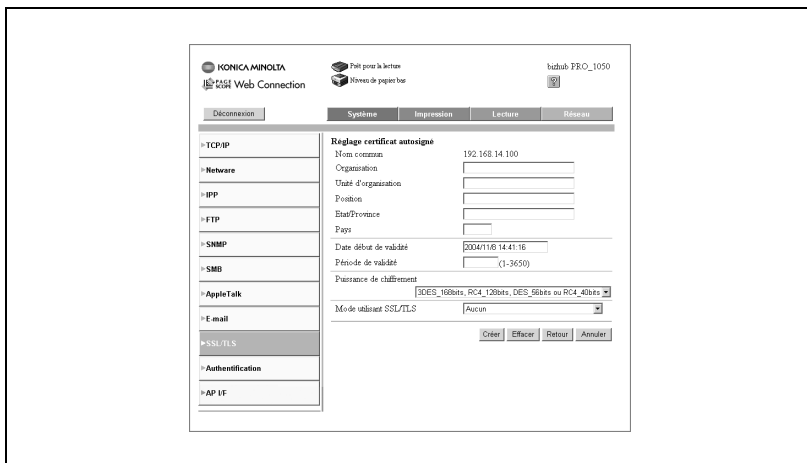 KONICA MINOLTA
PAGE SCOPE Web Connection
Prêt pour la lecture
Niveau de papier bas
bizhub PRO_1050
?
Déconnexion
Système
Impression
Lecture
Réseau
TCP/IP
Netware
IPP
FTP
SNMP
SMB
AppleTalk
E-mail
SSL/TLS
Authentification
AP I/F
Réglage certificat autosigné
Nom commun 192.168.14.100
Organisation
Unité d'organisation
Position
Etat/Province
Pays
Date début de validité 2004/11/8 14:41:16
Période de validité (1-3650)
Puissance de chiffrement
3DES_168bits, RC4_128bits, DES_56bits ou RC4_40bits
Mode utilisant SSL/TLS Aucun
Créer Effacer Retour Annuler